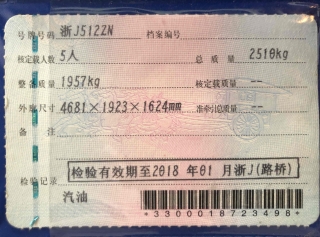 号牌号码 浙J512ZN 档案编号
核定载人数 5人 总质量 2510kg
整备质量 1957kg 核定载质量 --
外廓尺寸 4681×1923×1624mm 准牵引总质量 --
备注
检验有效期至2018年01月浙J(路桥)
检验记录
汽油
*3300018723498*